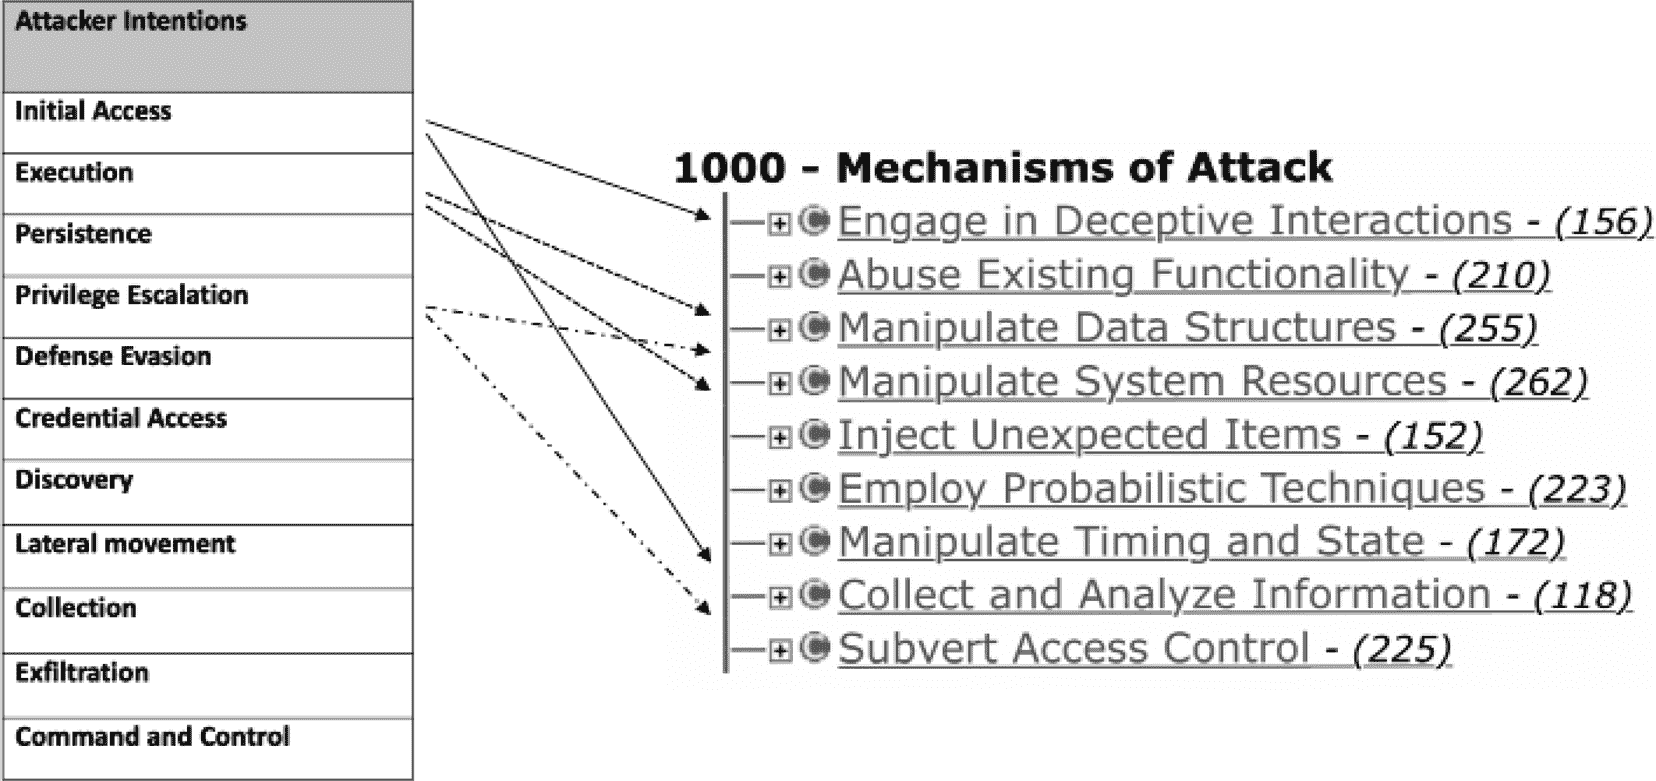 Attacker Intentions
Initial Access
Execution
Persistence
Privilege Escalation
Defense Evasion
Credential Access
Discovery
Lateral movement
Collection
Exfiltration
Command and Control
1000 - Mechanisms of Attack
Engage in Deceptive Interactions - (156)
Abuse Existing Functionality - (210)
Manipulate Data Structures - (255)
Manipulate System Resources - (262)
Inject Unexpected Items - (152)
Employ Probabilistic Techniques - (223)
Manipulate Timing and State - (172)
Collect and Analyze Information - (118)
Subvert Access Control - (225)